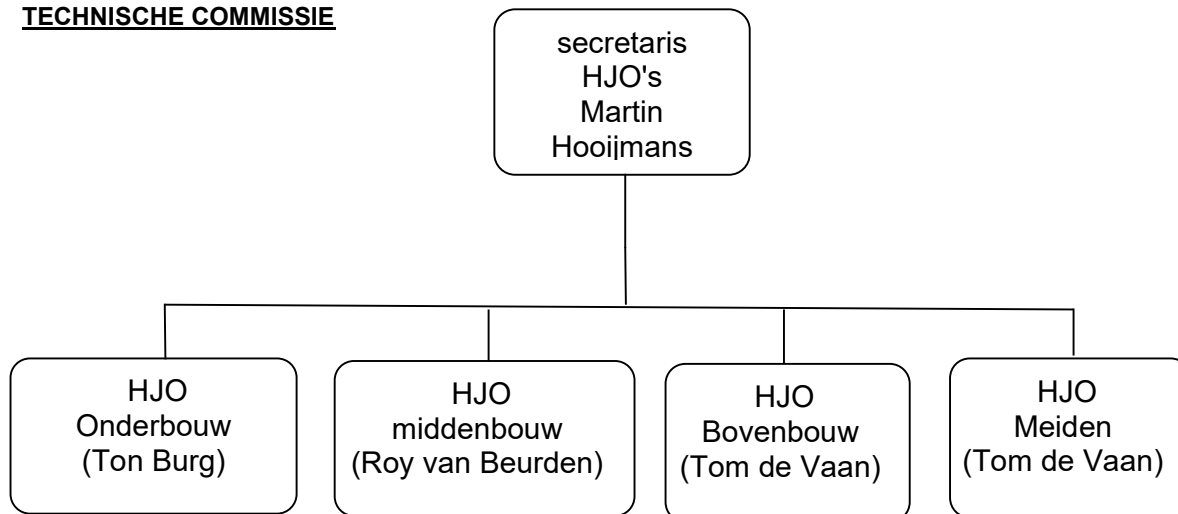 TECHNISCHE COMMISSIE
secretaris
HJO's
Martin
Hooijmans
HJO
Onderbouw
(Ton Burg)
HJO
middenbouw
(Roy van Beurden)
HJO
Bovenbouw
(Tom de Vaan)
HJO
Meiden
(Tom de Vaan)